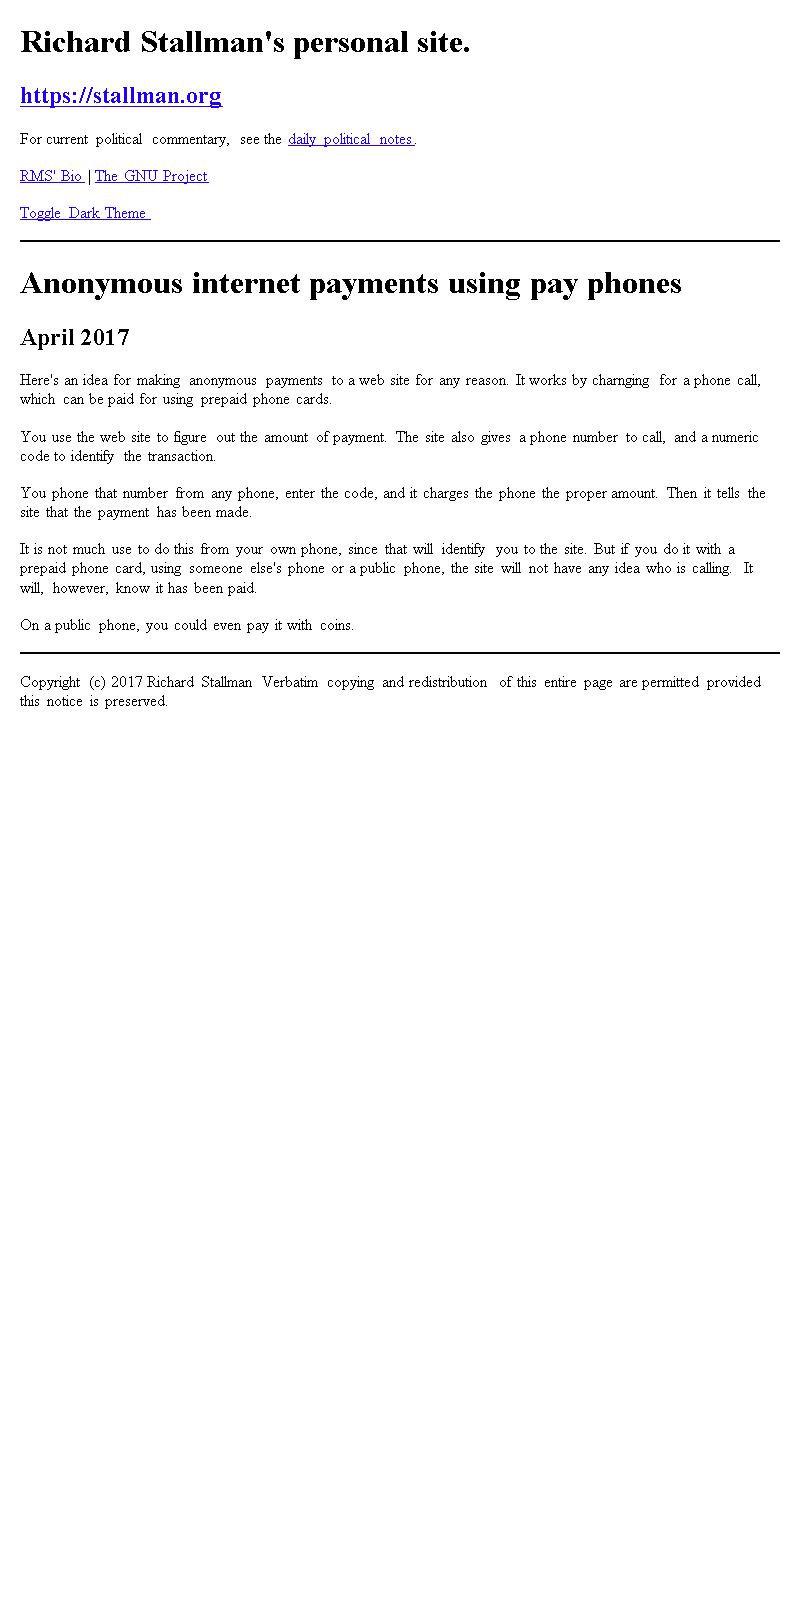 Richard Stallman's personal site.
https://stallman.org
For current political commentary, see the daily political notes.
RMS' Bio | The GNU Project
Toggle Dark Theme
Anonymous internet payments using pay phones
April 2017
Here's an idea for making anonymous payments to a web site for any reason. It works by charnging for a phone call,
which can be paid for using prepaid phone cards.
You use the web site to figure out the amount of payment. The site also gives a phone number to call, and a numeric
code to identify the transaction.
You phone that number from any phone, enter the code, and it charges the phone the proper amount. Then it tells the
site that the payment has been made.
It is not much use to do this from your own phone, since that will identify you to the site. But if you do it with a
prepaid phone card, using someone else's phone or a public phone, the site will not have any idea who is calling. It
will, however, know it has been paid.
On a public phone, you could even pay it with coins.
Copyright (c) 2017 Richard Stallman Verbatim copying and redistribution of this entire page are permitted provided
this notice is preserved.